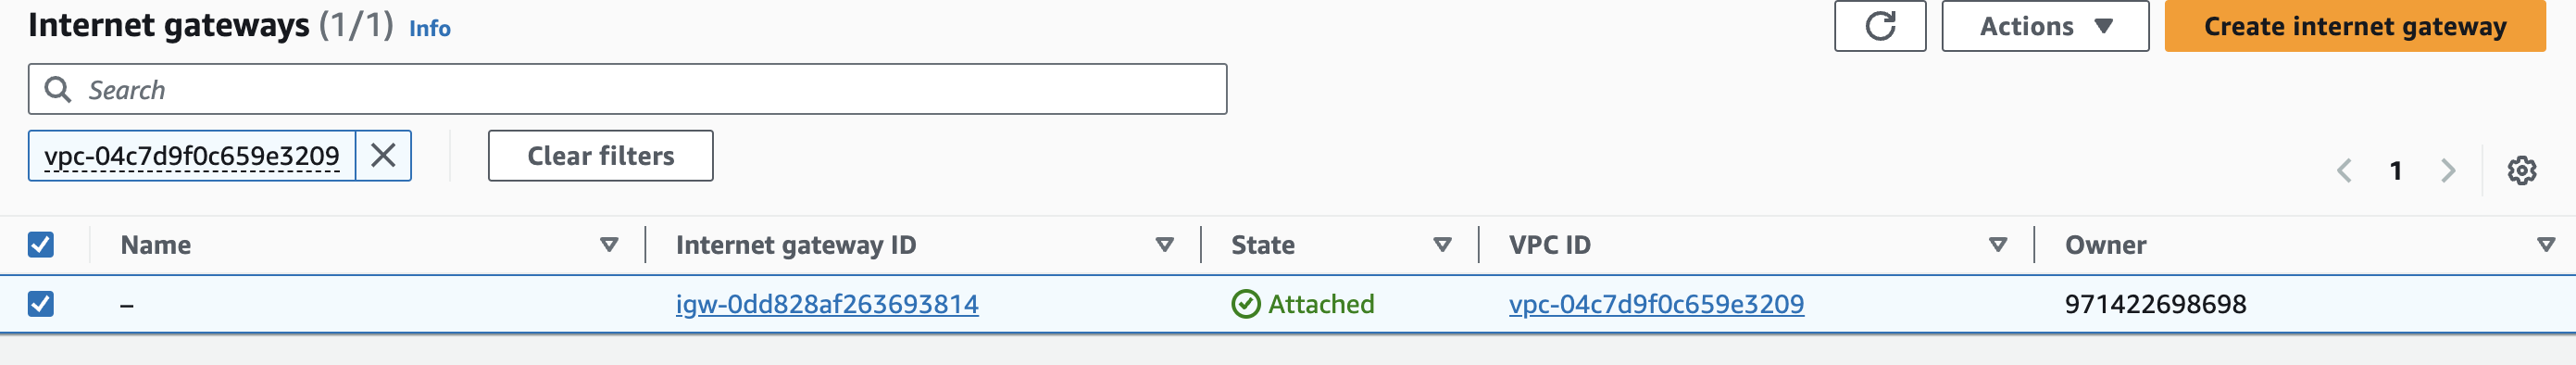 Internet gateways (1/1) Info
Actions
Create internet gateway
Search
vpc-04c7d9f0c659e3209
Clear filters
1
Name Internet gateway ID State VPC ID Owner
– igw-0dd828af263693814 Attached vpc-04c7d9f0c659e3209 971422698698